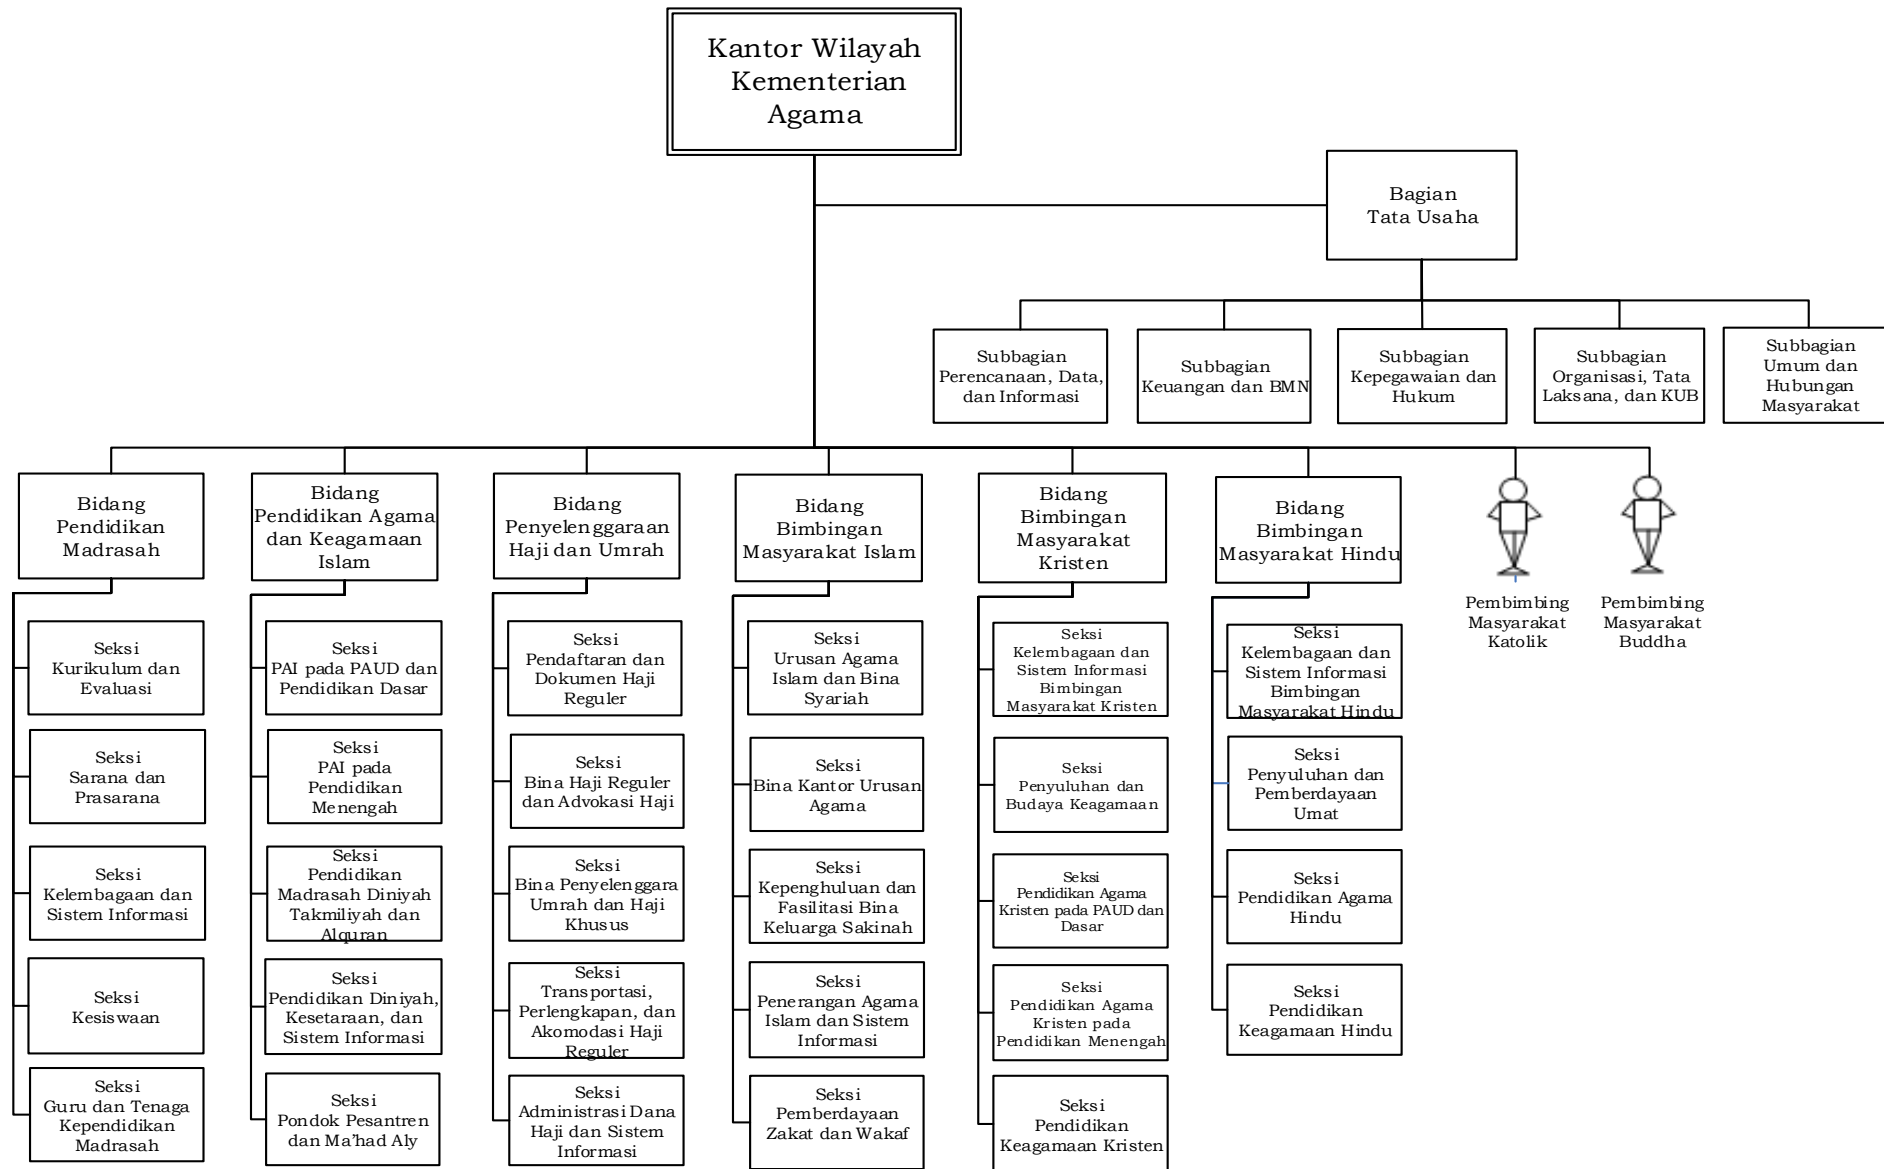 Kantor Wilayah
Kementerian
Agama
Bagian
Tata Usaha
Subbagian
Perencanaan, Data,
dan Informasi
Subbagian
Keuangan dan BMN
Subbagian
Kepegawaian dan
Hukum
Subbagian
Organisasi, Tata
Laksana, dan KUB
Subbagian
Umum dan
Hubungan
Masyarakat
Bidang
Pendidikan
Madrasah
Bidang
Pendidikan Agama
dan Keagamaan
Islam
Bidang
Penyelenggaraan
Haji dan Umrah
Bidang
Bimbingan
Masyarakat Islam
Bidang
Bimbingan
Masyarakat
Kristen
Bidang
Bimbingan
Masyarakat Hindu
Pembimbing
Masyarakat
Katolik
Pembimbing
Masyarakat
Buddha
Seksi
Kurikulum dan
Evaluasi
Seksi
Sarana dan
Prasarana
Seksi
Kelembagaan dan
Sistem Informasi
Seksi
Kesiswaan
Seksi
Guru dan Tenaga
Kependidikan
Madrasah
Seksi
PAI pada PAUD dan
Pendidikan Dasar
Seksi
PAI pada
Pendidikan
Menengah
Seksi
Pendidikan
Madrasah Diniyah
Takmiliyah dan
Alquran
Seksi
Pendidikan Diniyah,
Kesetaraan, dan
Sistem Informasi
Seksi
Pondok Pesantren
dan Ma'had Aly
Seksi
Pendaftaran dan
Dokumen Haji
Reguler
Seksi
Bina Haji Reguler
dan Advokasi Haji
Seksi
Bina Penyelenggara
Umrah dan Haji
Khusus
Seksi
Transportasi,
Perlengkapan, dan
Akomodasi Haji
Reguler
Seksi
Administrasi Dana
Haji dan Sistem
Informasi
Seksi
Urusan Agama
Islam dan Bina
Syariah
Seksi
Bina Kantor Urusan
Agama
Seksi
Kepenghuluan dan
Fasilitasi Bina
Keluarga Sakinah
Seksi
Penerangan Agama
Islam dan Sistem
Informasi
Seksi
Pemberdayaan
Zakat dan Wakaf
Seksi
Kelembagaan dan
Sistem Informasi
Bimbingan
Masyarakat Kristen
Seksi
Penyuluhan dan
Budaya Keagamaan
Seksi
Pendidikan Agama
Kristen pada PAUD dan
Dasar
Seksi
Pendidikan Agama
Kristen pada
Pendidikan Menengah
Seksi
Pendidikan
Keagamaan Kristen
Seksi
Kelembagaan dan
Sistem Informasi
Bimbingan
Masyarakat Hindu
Seksi
Penyuluhan dan
Pemberdayaan
Umat
Seksi
Pendidikan Agama
Hindu
Seksi
Pendidikan
Keagamaan Hindu